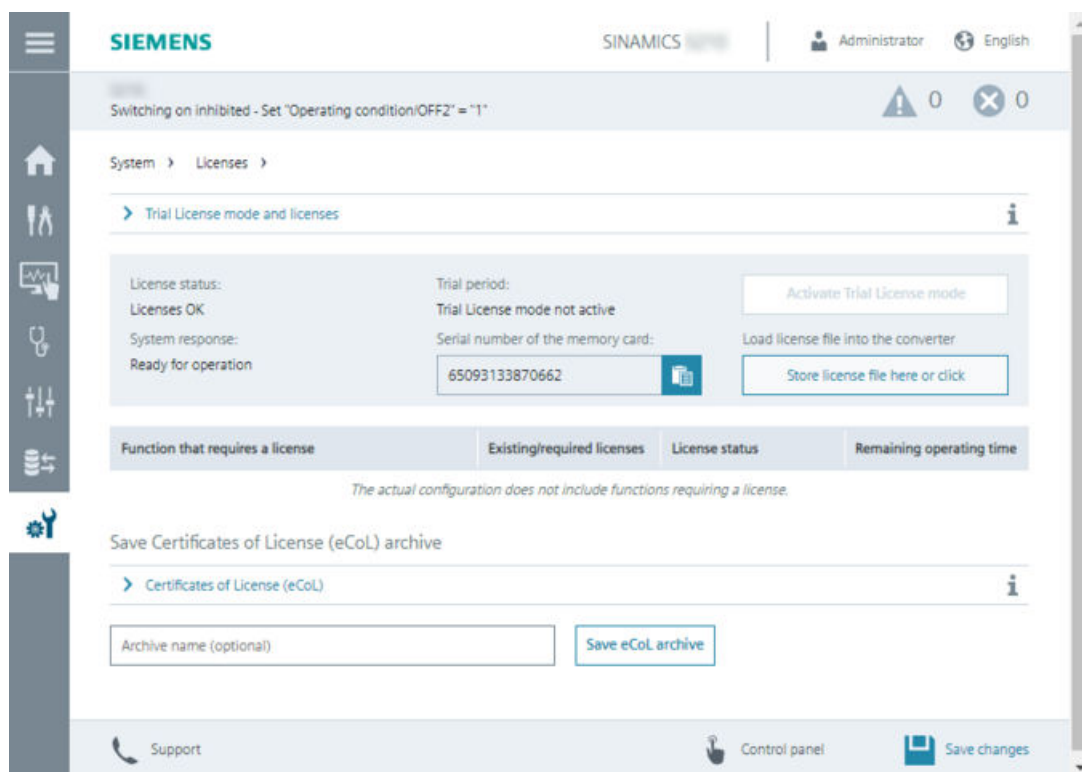 SIEMENS
SINAMICS
Administrator
English
Switching on inhibited - Set "Operating condition/OFF2" = "1"
0
0
System > Licenses >
Trial License mode and licenses
License status:
Trial period:
Activate Trial License mode
Licenses OK
Trial License mode not active
System response:
Serial number of the memory card:
Load license file into the converter
Ready for operation
65093133870662
Store license file here or click
Function that requires a license
Existing/required licenses
License status
Remaining operating time
The actual configuration does not include functions requiring a license.
Save Certificates of License (eCoL) archive
Certificates of License (eCoL)
Archive name (optional)
Save eCoL archive
Support
Control panel
Save changes